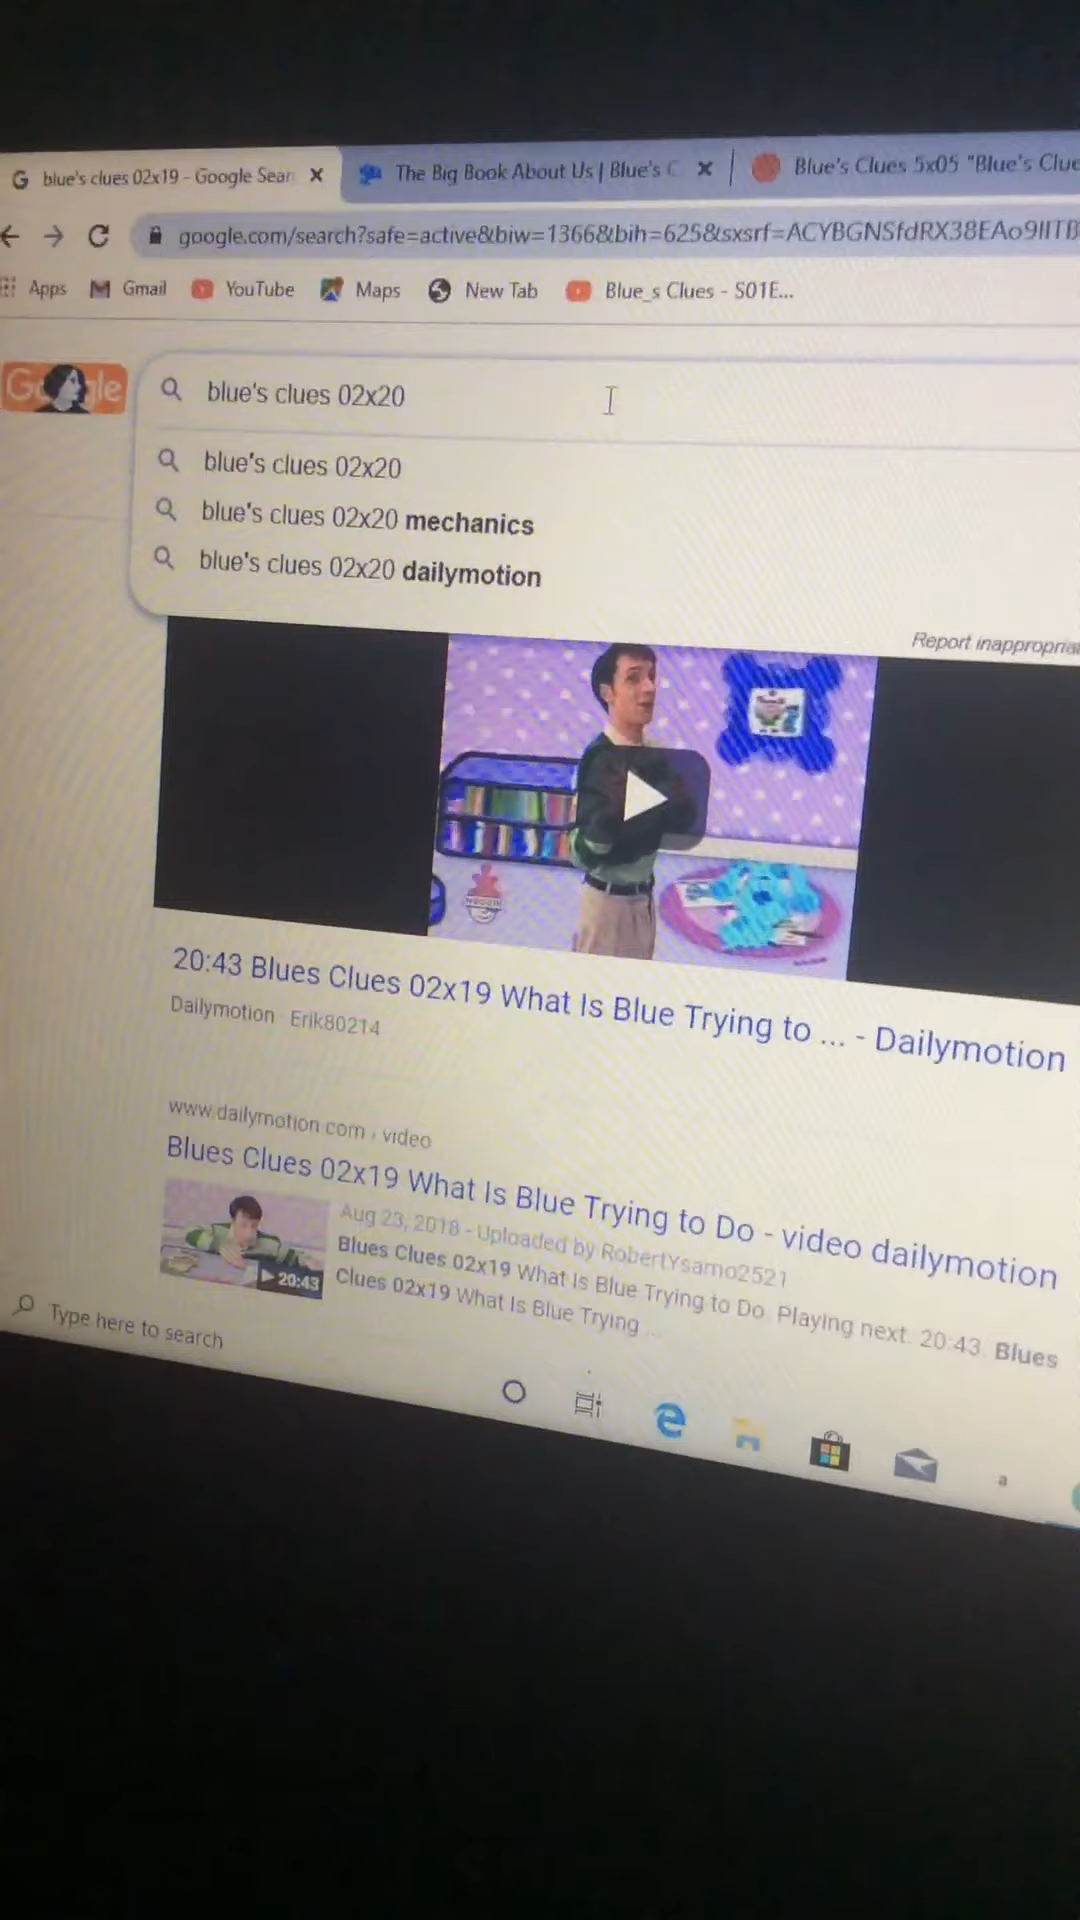 blue's clues 02x19 - Google Sear
The Big Book About Us | Blue's C
Blue's Clues 5x05 "Blue's Clue
google.com/search?safe=active&biw=1366&bih=625&sxsrf=ACYBGNSfdRX38EAo9IITB
Apps
Gmail
YouTube
Maps
New Tab
Blue_s Clues - S01E...
Google
blue's clues 02x20
blue's clues 02x20
blue's clues 02x20 mechanics
blue's clues 02x20 dailymotion
Report inappropria
20:43 Blues Clues 02x19 What Is Blue Trying to ... - Dailymotion
Dailymotion · Erik80214
www.dailymotion.com › video
Blues Clues 02x19 What Is Blue Trying to Do - video dailymotion
Aug 23, 2018 - Uploaded by RobertYsamo2521
Blues Clues 02x19 What Is Blue Trying to Do. Playing next. 20:43. Blues
Clues 02x19 What Is Blue Trying ...
20:43
Type here to search
a